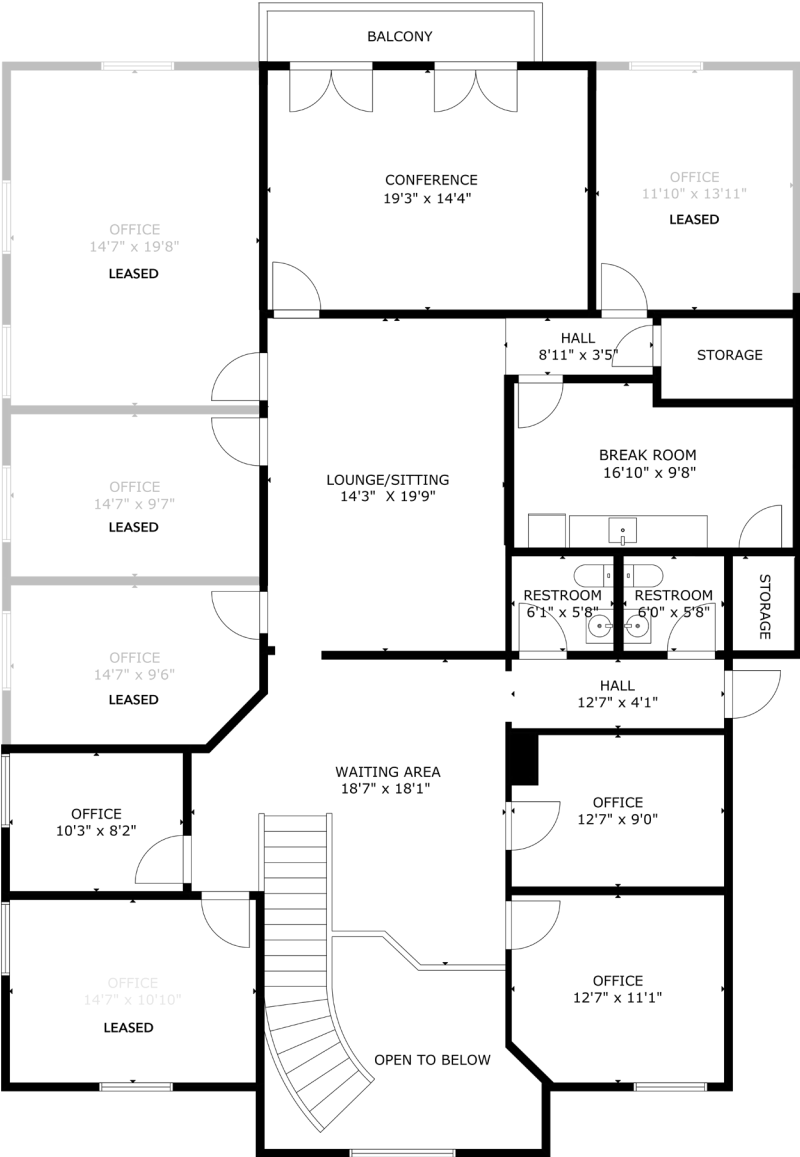 BALCONY
CONFERENCE
19'3" x 14'4"
OFFICE
11'10" x 13'11"
LEASED
OFFICE
14'7" x 19'8"
LEASED
HALL
8'11" x 3'5"
STORAGE
BREAK ROOM
16'10" x 9'8"
LOUNGE/SITTING
14'3" X 19'9"
OFFICE
14'7" x 9'7"
LEASED
RESTROOM
6'1" x 5'8"
RESTROOM
6'0" x 5'8"
STORAGE
OFFICE
14'7" x 9'6"
LEASED
HALL
12'7" x 4'1"
WAITING AREA
18'7" x 18'1"
OFFICE
10'3" x 8'2"
OFFICE
12'7" x 9'0"
OFFICE
14'7" x 10'10"
LEASED
OFFICE
12'7" x 11'1"
OPEN TO BELOW